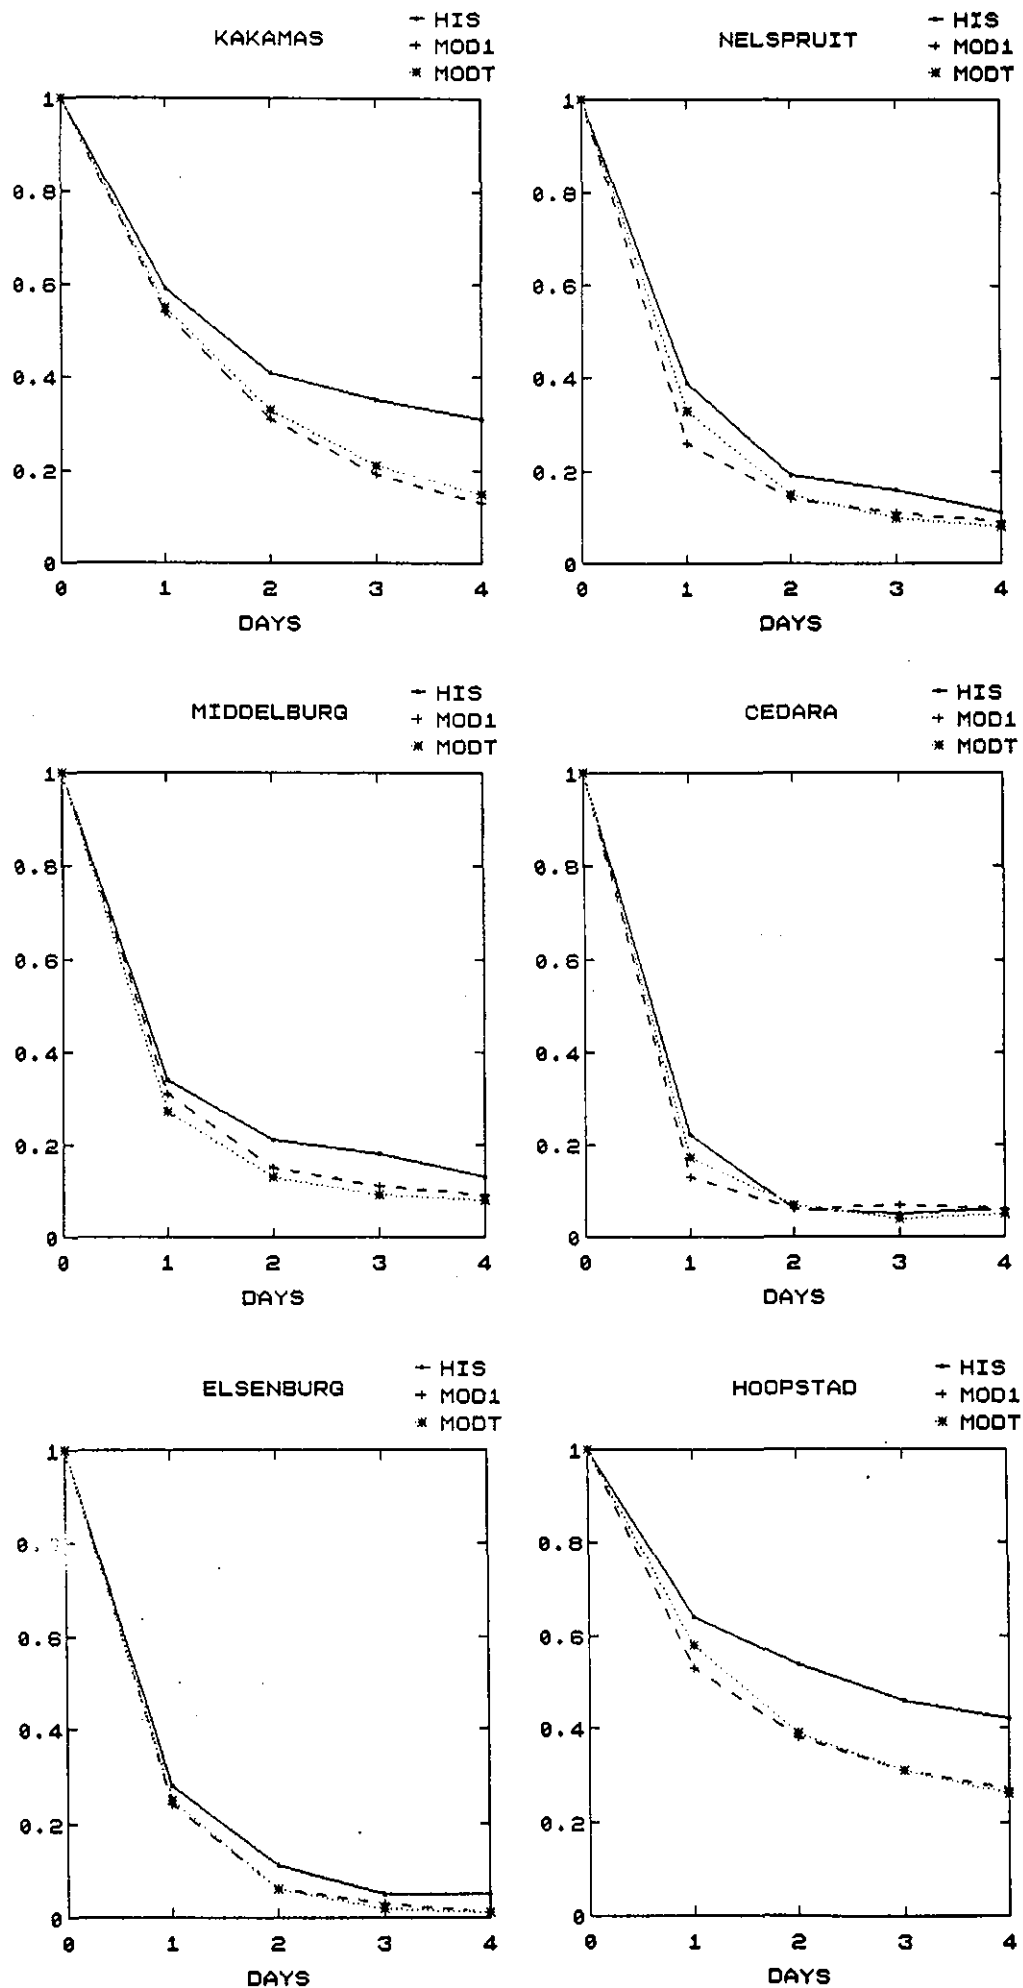 KAKAMAS
HIS
MOD1
MODT
1
0.8
0.6
0.4
0.2
0
0 1 2 3 4
DAYS
NELSPRUIT
HIS
MOD1
MODT
1
0.8
0.6
0.4
0.2
0
0 1 2 3 4
DAYS
MIDDELBURG
HIS
MOD1
MODT
1
0.8
0.6
0.4
0.2
0
0 1 2 3 4
DAYS
CEDARA
HIS
MOD1
MODT
1
0.8
0.6
0.4
0.2
0
0 1 2 3 4
DAYS
ELSENBURG
HIS
MOD1
MODT
1
0.6
0.4
0.2
0
0 1 2 3 4
DAYS
HOOPSTAD
HIS
MOD1
MODT
1
0.8
0.6
0.4
0.2
0
0 1 2 3 4
DAYS